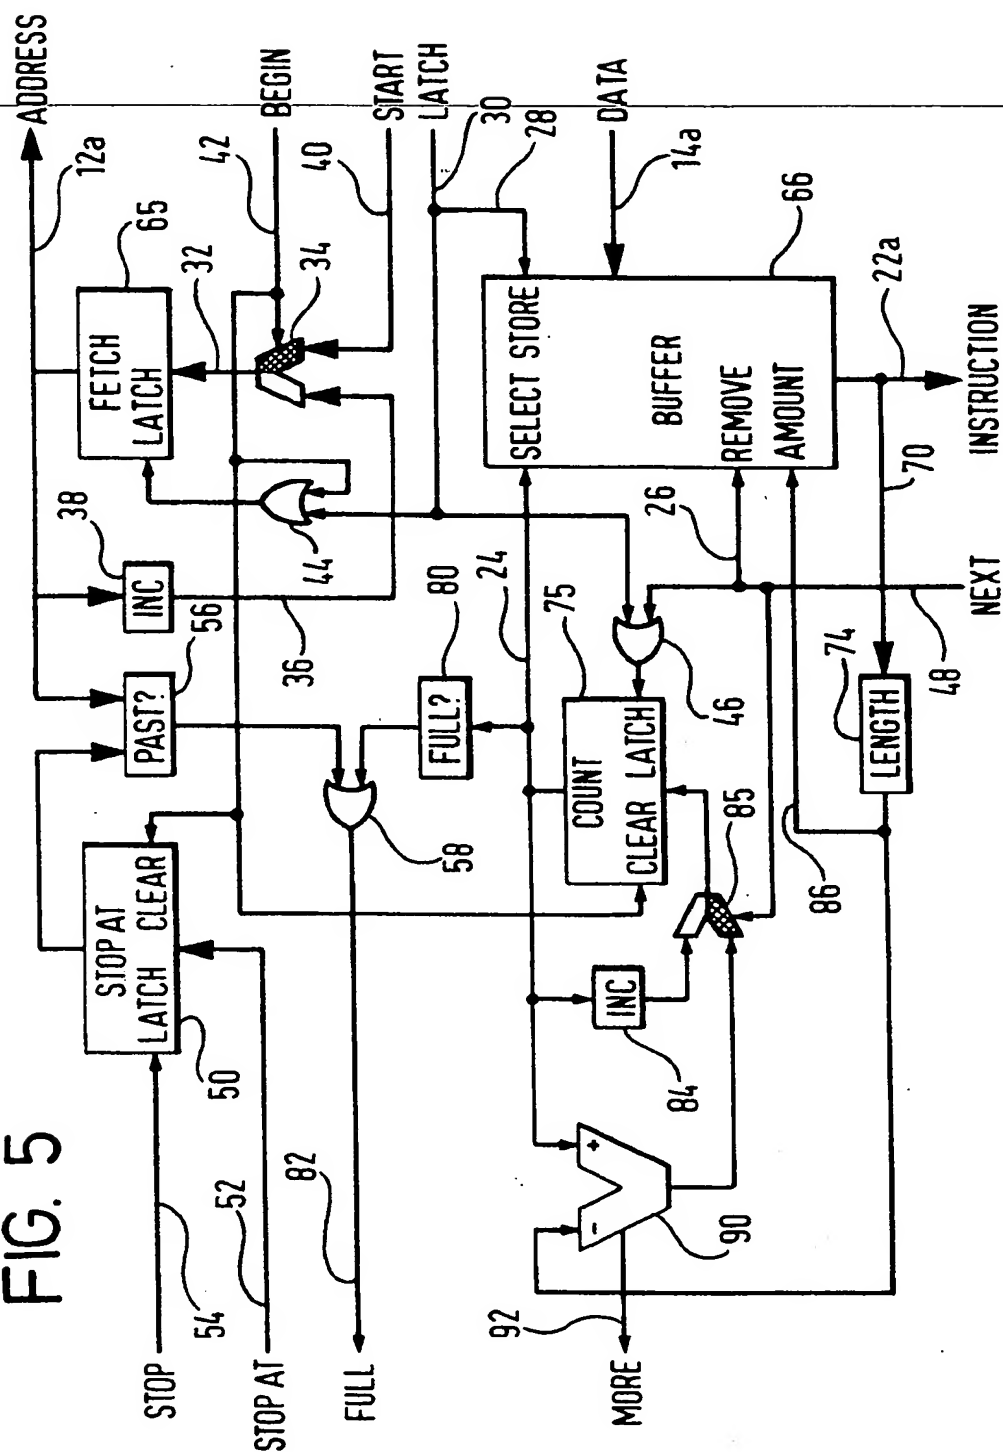 FIG. 5
STOP
54
STOP AT
52
STOP AT
LATCH CLEAR
50
PAST?
56
INC
38
36
FETCH
LATCH
65
12a
ADDRESS
32
34
42
BEGIN
40
START
LATCH
30
28
44
FULL
82
58
FULL?
80
24
SELECT STORE
BUFFER
REMOVE
AMOUNT
66
DATA
14a
COUNT
CLEAR LATCH
75
46
26
INC
84
85
86
90
92
MORE
LENGTH
74
70
48
NEXT
22a
INSTRUCTION
+
-